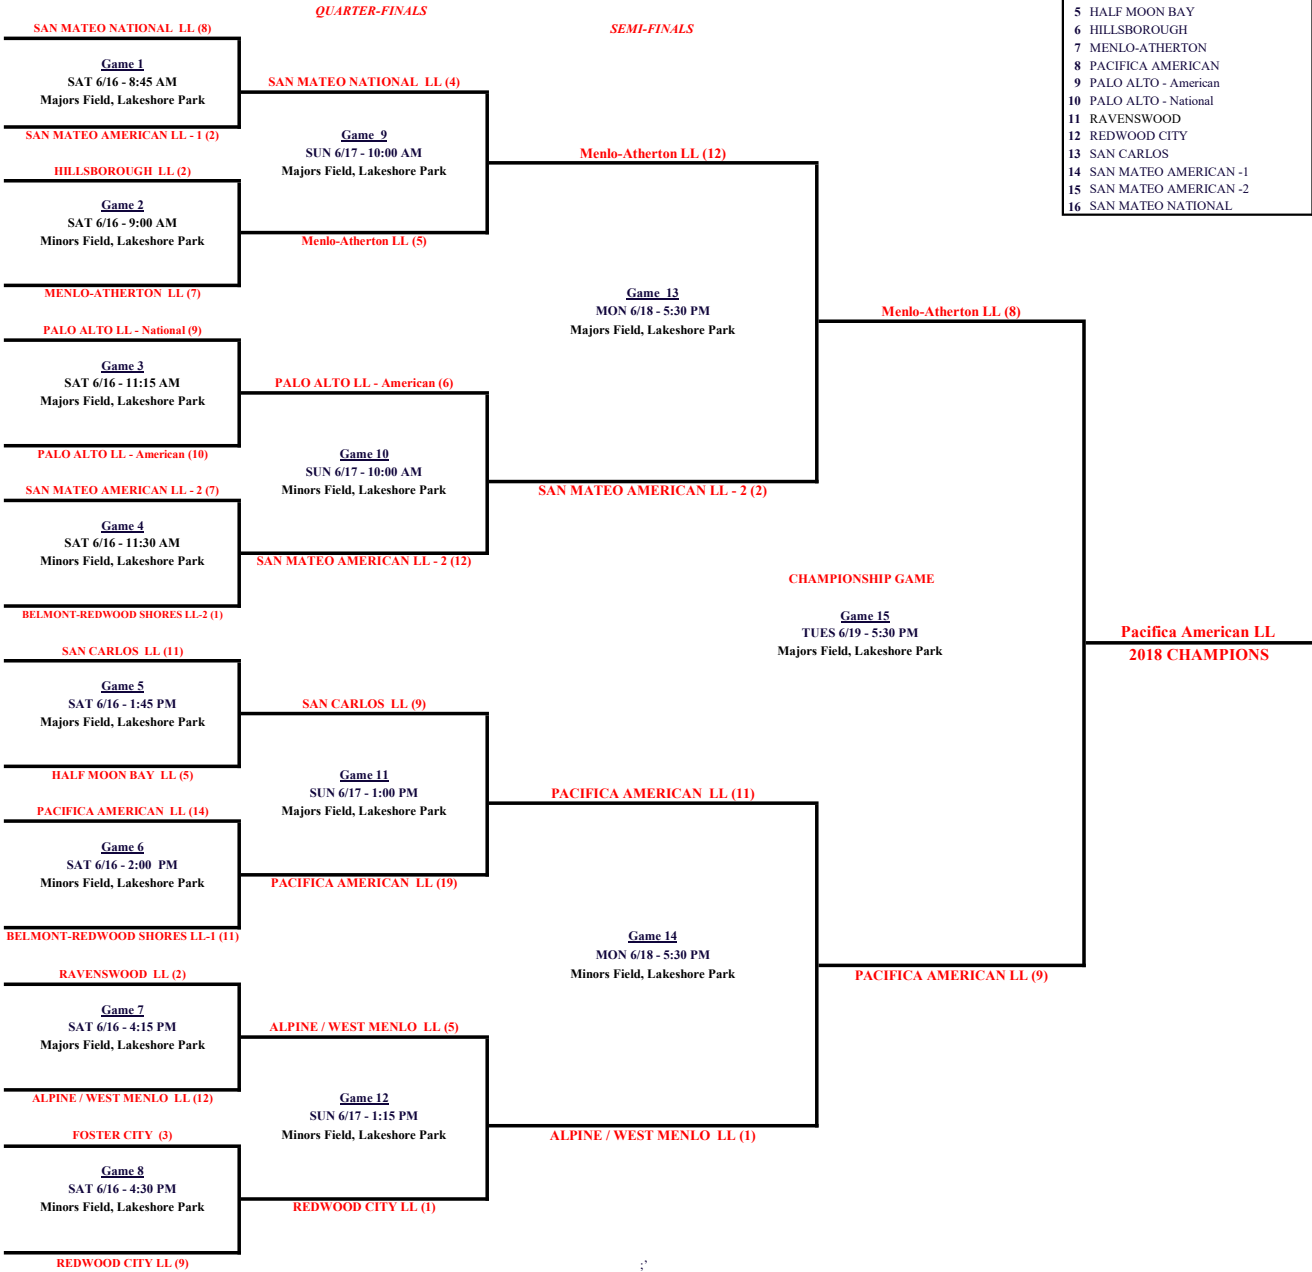 QUARTER-FINALS
SEMI-FINALS
5 HALF MOON BAY
6 HILLSBOROUGH
7 MENLO-ATHERTON
8 PACIFICA AMERICAN
9 PALO ALTO - American
10 PALO ALTO - National
11 RAVENSWOOD
12 REDWOOD CITY
13 SAN CARLOS
14 SAN MATEO AMERICAN -1
15 SAN MATEO AMERICAN -2
16 SAN MATEO NATIONAL
SAN MATEO NATIONAL LL (8)
Game 1
SAT 6/16 - 8:45 AM
Majors Field, Lakeshore Park
SAN MATEO AMERICAN LL - 1 (2)
HILLSBOROUGH LL (2)
Game 2
SAT 6/16 - 9:00 AM
Minors Field, Lakeshore Park
MENLO-ATHERTON LL (7)
PALO ALTO LL - National (9)
Game 3
SAT 6/16 - 11:15 AM
Majors Field, Lakeshore Park
PALO ALTO LL - American (10)
SAN MATEO AMERICAN LL - 2 (7)
Game 4
SAT 6/16 - 11:30 AM
Minors Field, Lakeshore Park
BELMONT-REDWOOD SHORES LL-2 (1)
SAN CARLOS LL (11)
Game 5
SAT 6/16 - 1:45 PM
Majors Field, Lakeshore Park
HALF MOON BAY LL (5)
PACIFICA AMERICAN LL (14)
Game 6
SAT 6/16 - 2:00 PM
Minors Field, Lakeshore Park
BELMONT-REDWOOD SHORES LL-1 (11)
RAVENSWOOD LL (2)
Game 7
SAT 6/16 - 4:15 PM
Majors Field, Lakeshore Park
ALPINE / WEST MENLO LL (12)
FOSTER CITY (3)
Game 8
SAT 6/16 - 4:30 PM
Minors Field, Lakeshore Park
REDWOOD CITY LL (9)
SAN MATEO NATIONAL LL (4)
Game 9
SUN 6/17 - 10:00 AM
Majors Field, Lakeshore Park
Menlo-Atherton LL (5)
PALO ALTO LL - American (6)
Game 10
SUN 6/17 - 10:00 AM
Minors Field, Lakeshore Park
SAN MATEO AMERICAN LL - 2 (12)
SAN CARLOS LL (9)
Game 11
SUN 6/17 - 1:00 PM
Majors Field, Lakeshore Park
PACIFICA AMERICAN LL (19)
ALPINE / WEST MENLO LL (5)
Game 12
SUN 6/17 - 1:15 PM
Minors Field, Lakeshore Park
REDWOOD CITY LL (1)
Menlo-Atherton LL (12)
Game 13
MON 6/18 - 5:30 PM
Majors Field, Lakeshore Park
SAN MATEO AMERICAN LL - 2 (2)
PACIFICA AMERICAN LL (11)
Game 14
MON 6/18 - 5:30 PM
Minors Field, Lakeshore Park
ALPINE / WEST MENLO LL (1)
Menlo-Atherton LL (8)
CHAMPIONSHIP GAME
Game 15
TUES 6/19 - 5:30 PM
Majors Field, Lakeshore Park
PACIFICA AMERICAN LL (9)
Pacifica American LL
2018 CHAMPIONS
;'